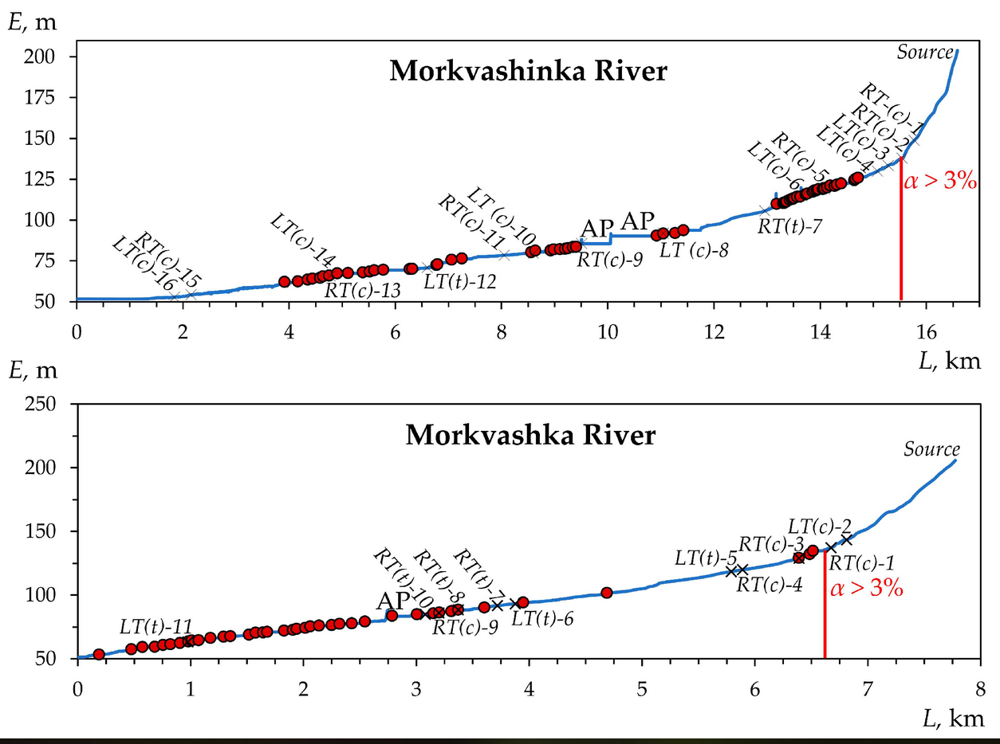 E, m
Morkvashinka River
Source
200
175
150
125
100
75
50
RT-(c)-1
RT(c)-2
LT(c)-3
LT(c)-4
RT(c)-5
LT(c)-6
α > 3%
RT(t)-7
LT (c)-8
AP
AP
RT(c)-9
LT (c)-10
RT(c)-11
LT(t)-12
RT(c)-13
LT(c)-14
RT(c)-15
LT(c)-16
0 2 4 6 8 10 12 14 16
L, km
E, m
Morkvashka River
Source
250
200
150
100
50
LT(c)-2
RT(c)-3
RT(c)-1
LT(t)-5
RT(c)-4
α > 3%
RT(t)-10
RT(t)-8
RT(t)-7
AP
RT(c)-9
LT(t)-6
LT(t)-11
0 1 2 3 4 5 6 7 8
L, km